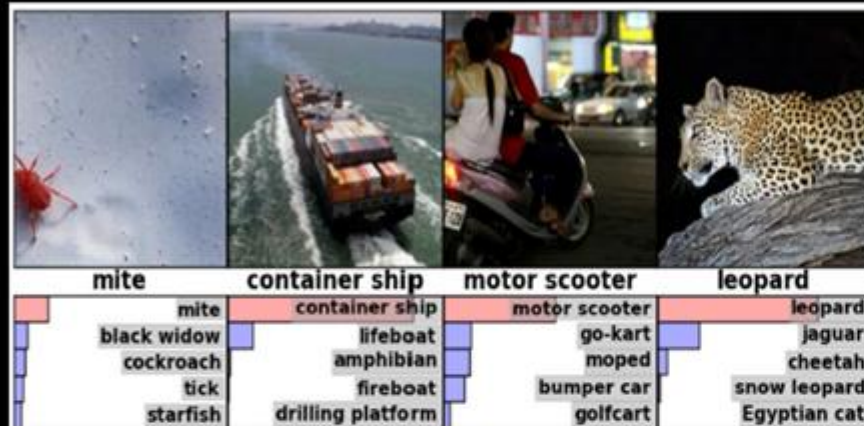 mite
container ship
motor scooter
leopard
mite
black widow
cockroach
tick
starfish
container ship
lifeboat
amphibian
fireboat
drilling platform
motor scooter
go-kart
moped
bumper car
golfcart
leopard
jaguar
cheetah
snow leopard
Egyptian cat